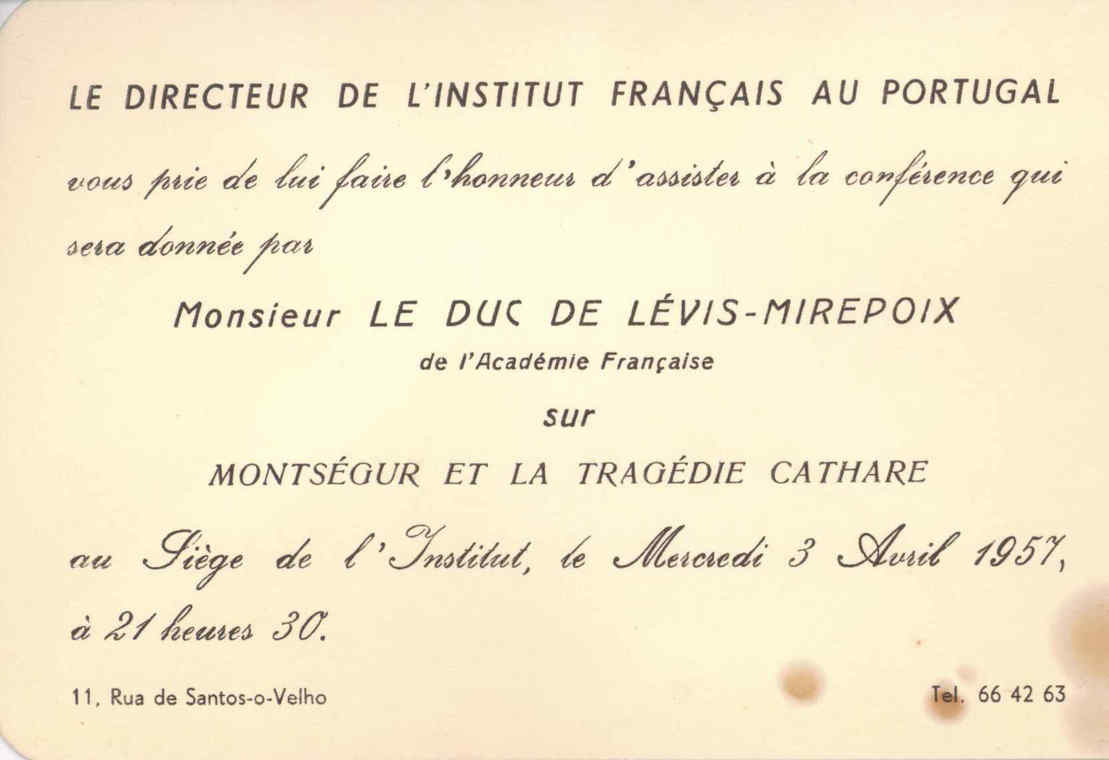 LE DIRECTEUR DE L'INSTITUT FRANÇAIS AU PORTUGAL
vous prie de lui faire l'honneur d'assister à la conférence qui
sera donnée par
Monsieur LE DUC DE LÉVIS-MIREPOIX
de l'Académie Française
sur
MONTSÉGUR ET LA TRAGÉDIE CATHARE
au Siège de l'Institut, le Mercredi 3 Avril 1957,
à 21 heures 30.
11, Rua de Santos-o-Velho Tel. 66 42 63